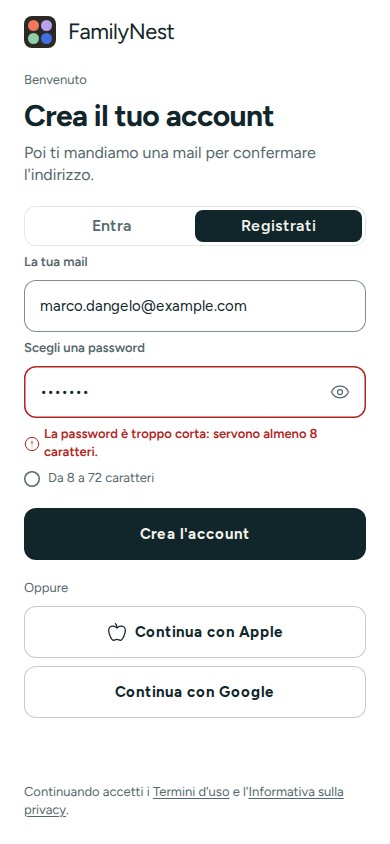 FamilyNest
Benvenuto
Crea il tuo account
Poi ti mandiamo una mail per confermare
l'indirizzo.
Entra
Registrati
La tua mail
marco.dangelo@example.com
Scegli una password
•••••••
La password è troppo corta: servono almeno 8
caratteri.
Da 8 a 72 caratteri
Crea l'account
Oppure
Continua con Apple
Continua con Google
Continuando accetti i Termini d'uso e l'Informativa sulla
privacy.